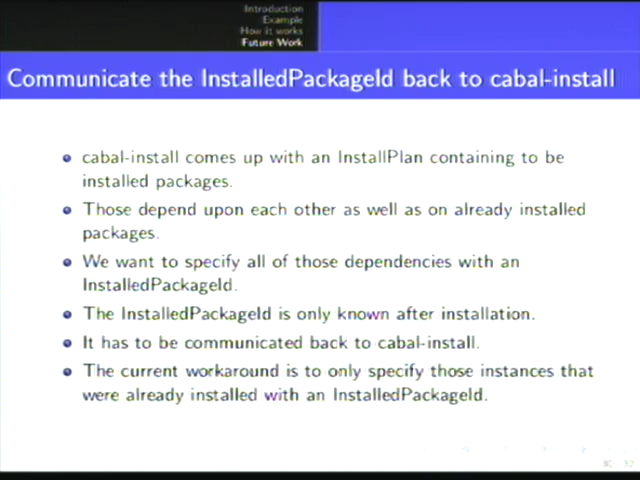 Introduction
Example
How it works
Future Work
Communicate the InstalledPackageId back to cabal-install
cabal-install comes up with an InstallPlan containing to be
installed packages.
Those depend upon each other as well as on already installed
packages.
We want to specify all of those dependencies with an
InstalledPackageId.
The InstalledPackageId is only known after installation.
It has to be communicated back to cabal-install.
The current workaround is to only specify those instances that
were already installed with an InstalledPackageId.